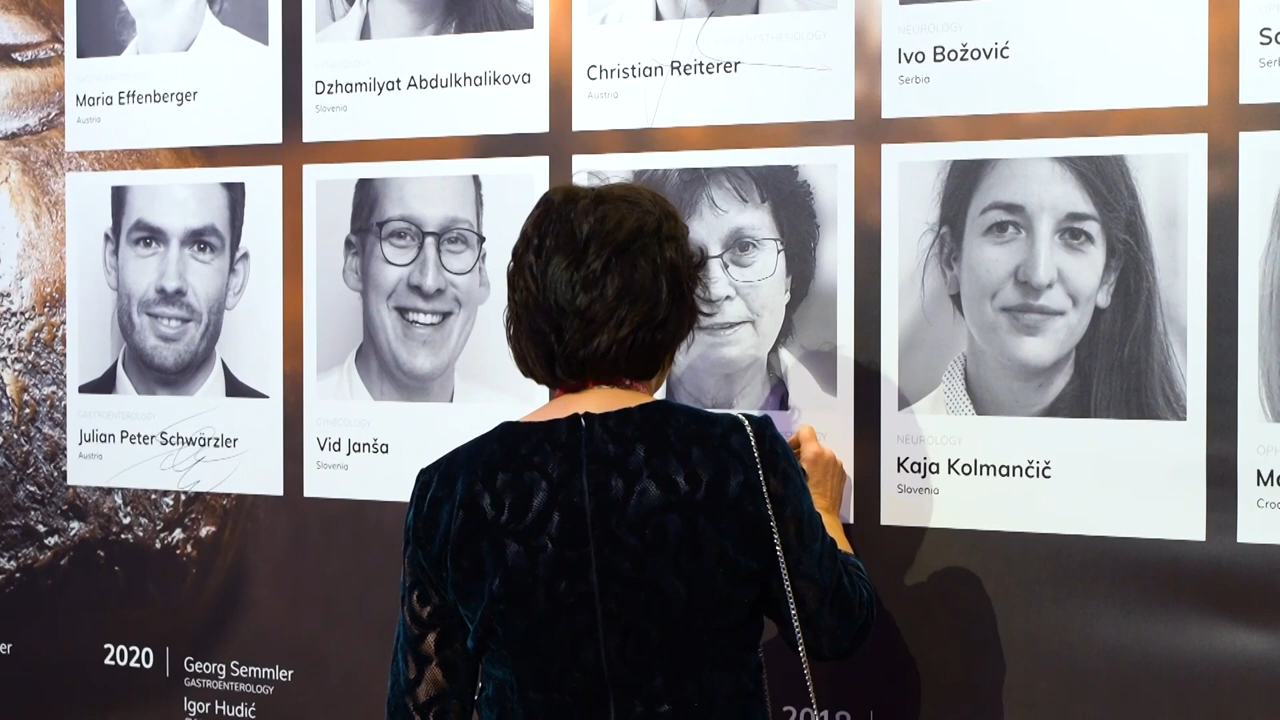 Maria Effenberger
Austria
Dzhamilyat Abdulkhalikova
Slovenia
Christian Reiterer
Austria
NEUROLOGY
Ivo Božović
Serbia
GASTROENTEROLOGY
Julian Peter Schwärzler
Austria
GYNECOLOGY
Vid Janša
Slovenia
NEUROLOGY
Kaja Kolmančič
Slovenia
2020
Georg Semmler
GASTROENTEROLOGY
Igor Hudić